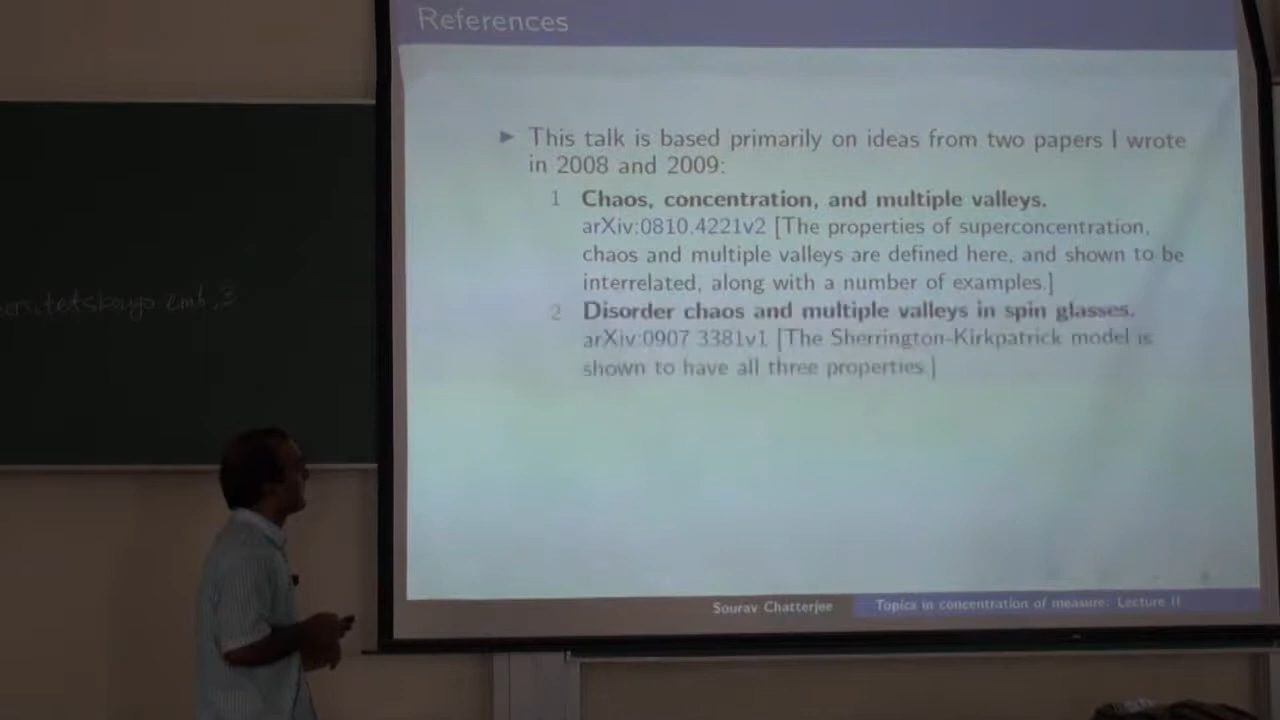 References
▶ This talk is based primarily on ideas from two papers I wrote
in 2008 and 2009:
1 Chaos, concentration, and multiple valleys.
arXiv:0810.4221v2 [The properties of superconcentration,
chaos and multiple valleys are defined here, and shown to be
interrelated, along with a number of examples.]
2 Disorder chaos and multiple valleys in spin glasses.
arXiv:0907.3381v1 [The Sherrington-Kirkpatrick model is
shown to have all three properties.]
Sourav Chatterjee Topics in concentration of measure: Lecture II